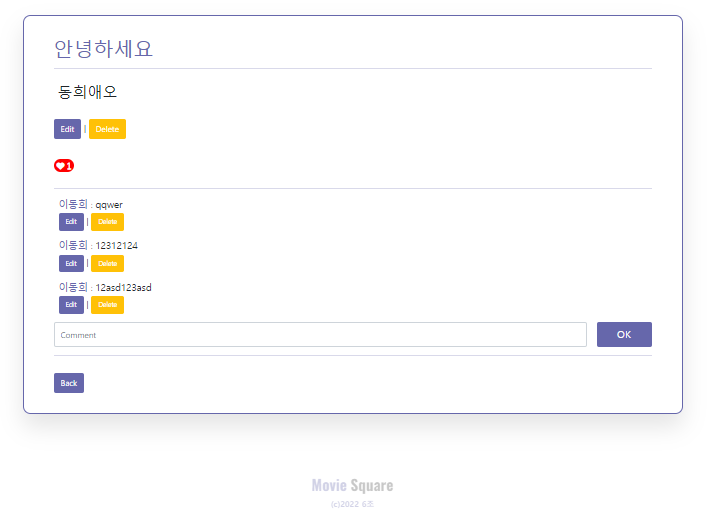 안녕하세요
동희애오
Edit | Delete
1
이동희 : qqwer
Edit | Delete
이동희 : 12312124
Edit | Delete
이동희 : 12asd123asd
Edit | Delete
Comment OK
Back
Movie Square
(c)2022 6조